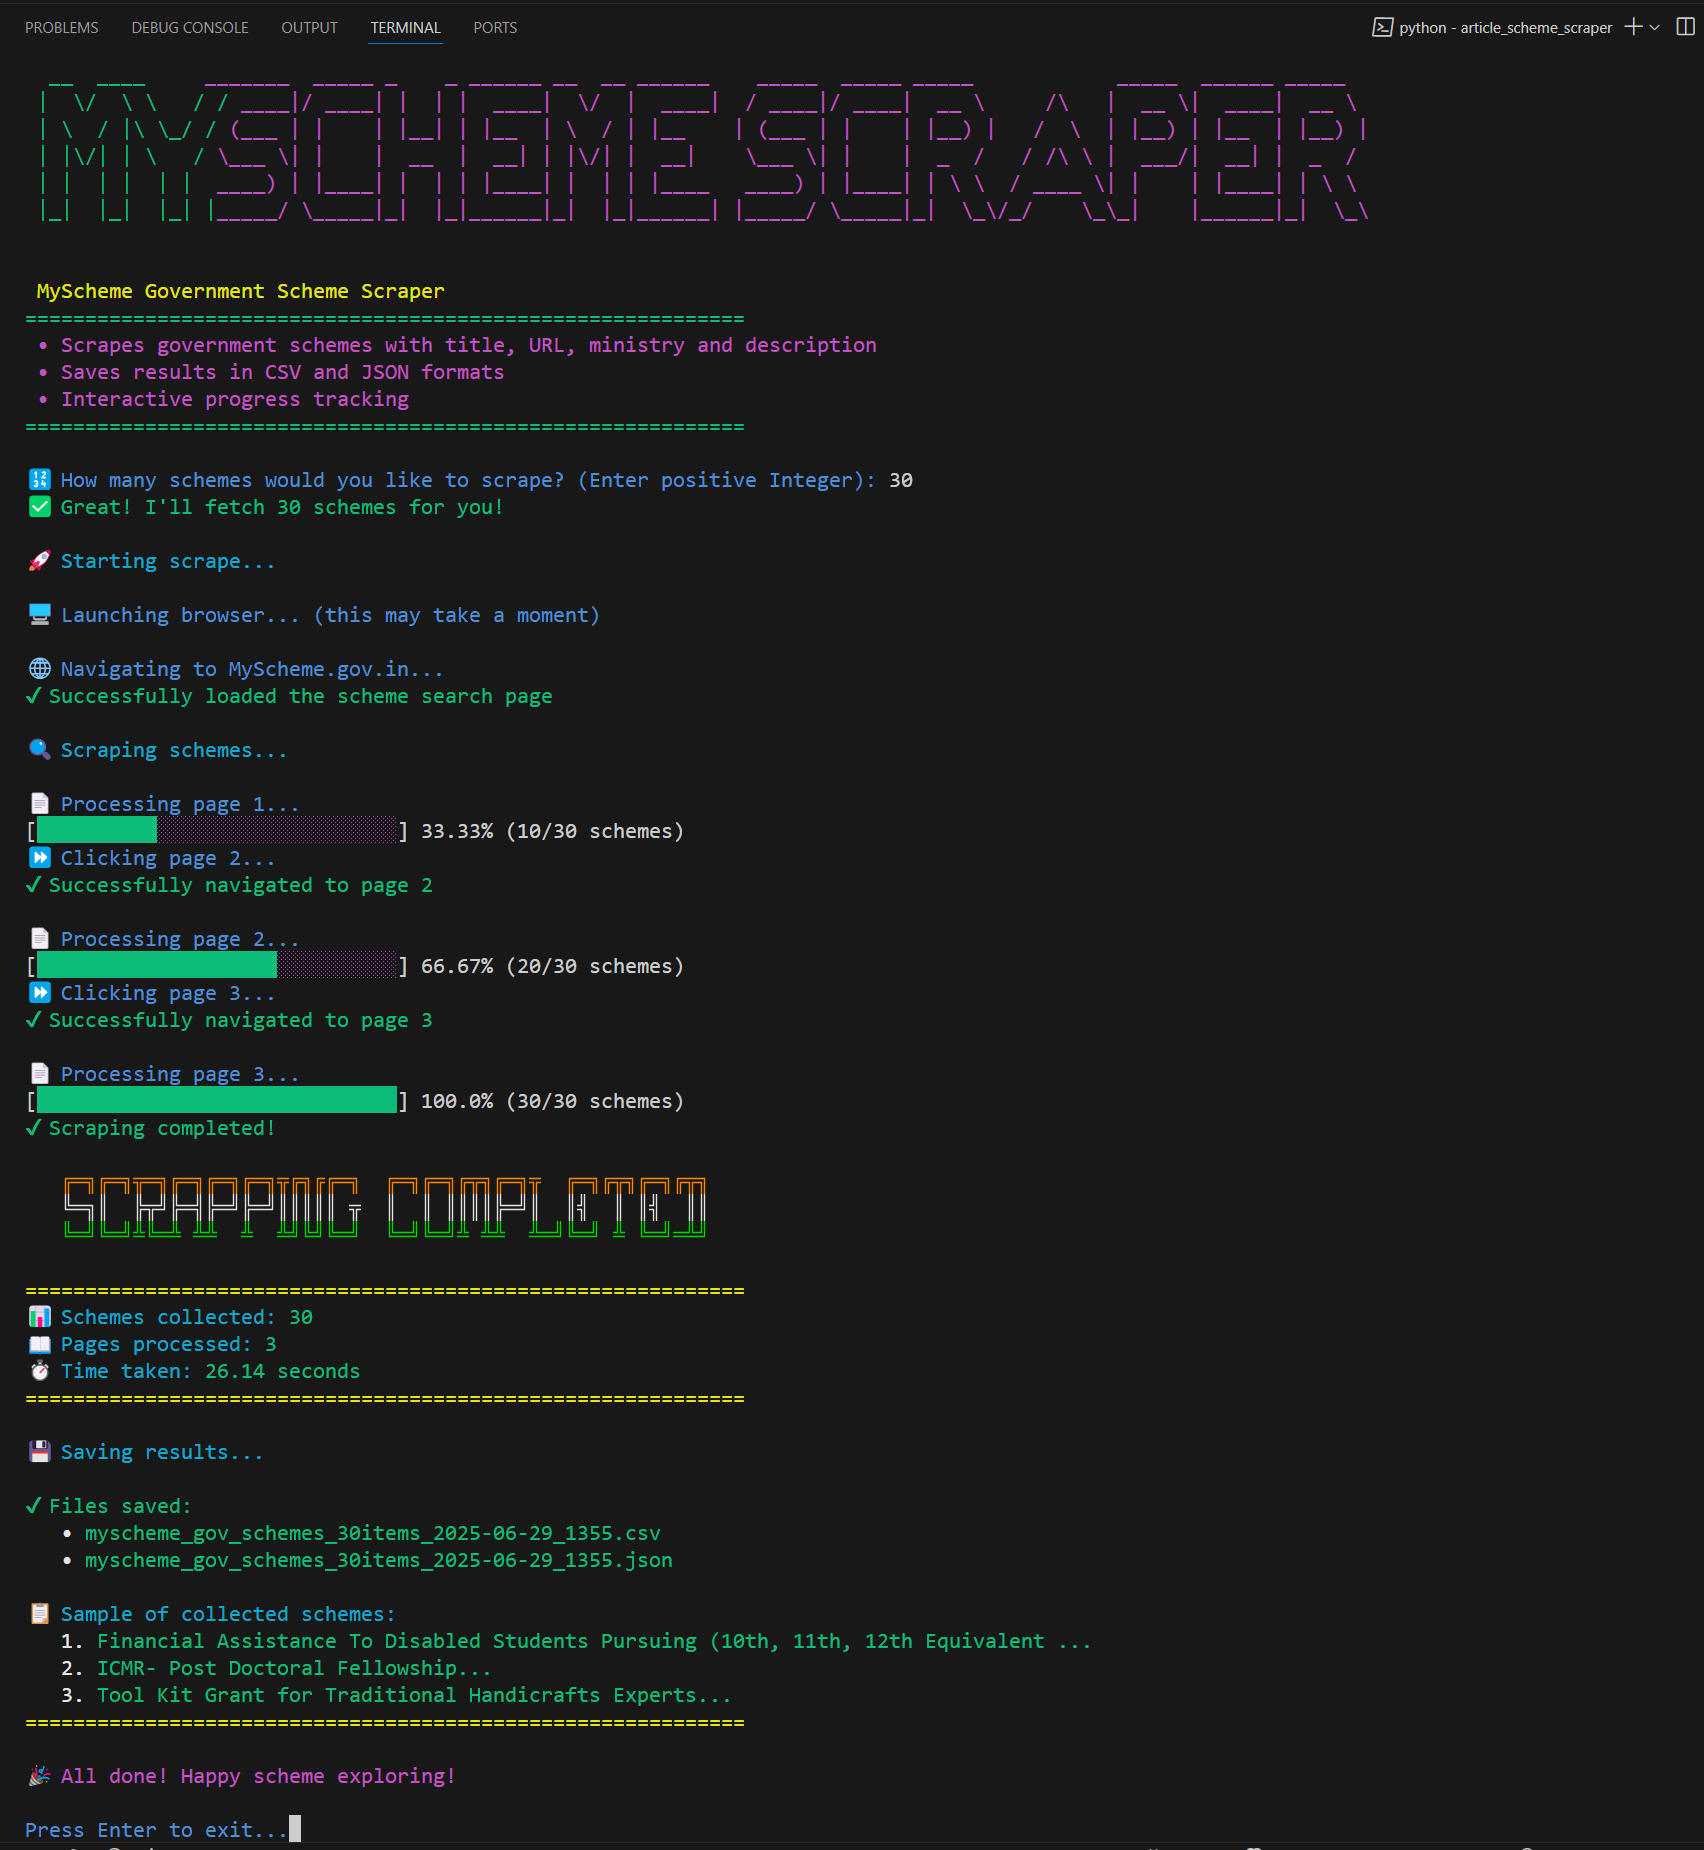 PROBLEMS DEBUG CONSOLE OUTPUT TERMINAL PORTS python - article_scheme_scraper
MYSCHEME SCRAPER
MyScheme Government Scheme Scraper
============================================================
• Scrapes government schemes with title, URL, ministry and description
• Saves results in CSV and JSON formats
• Interactive progress tracking
============================================================
🔢 How many schemes would you like to scrape? (Enter positive Integer): 30
✅ Great! I'll fetch 30 schemes for you!
🚀 Starting scrape...
🖥️ Launching browser... (this may take a moment)
🌐 Navigating to MyScheme.gov.in...
✓ Successfully loaded the scheme search page
🔍 Scraping schemes...
📄 Processing page 1...
[██████████░░░░░░░░░░░░░░░░░░░░] 33.33% (10/30 schemes)
⏩ Clicking page 2...
✓ Successfully navigated to page 2
📄 Processing page 2...
[████████████████████░░░░░░░░░░] 66.67% (20/30 schemes)
⏩ Clicking page 3...
✓ Successfully navigated to page 3
📄 Processing page 3...
[██████████████████████████████] 100.0% (30/30 schemes)
✓ Scraping completed!
SCRAPPING COMPLETED
============================================================
📊 Schemes collected: 30
📖 Pages processed: 3
⏱️ Time taken: 26.14 seconds
============================================================
💾 Saving results...
✓ Files saved:
• myscheme_gov_schemes_30items_2025-06-29_1355.csv
• myscheme_gov_schemes_30items_2025-06-29_1355.json
📋 Sample of collected schemes:
1. Financial Assistance To Disabled Students Pursuing (10th, 11th, 12th Equivalent ...
2. ICMR- Post Doctoral Fellowship...
3. Tool Kit Grant for Traditional Handicrafts Experts...
============================================================
🎉 All done! Happy scheme exploring!
Press Enter to exit...